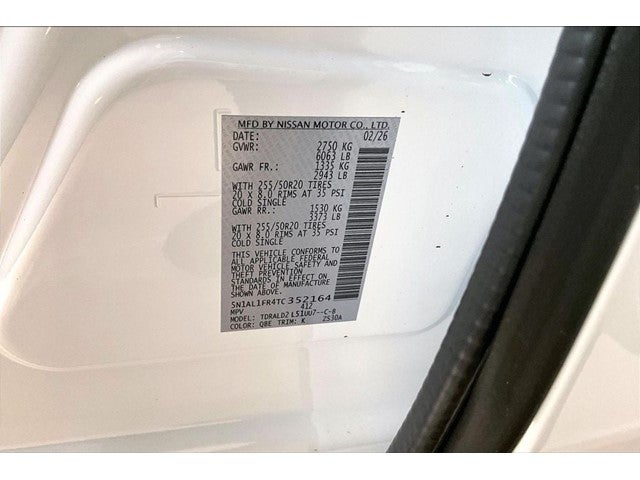 MFD BY NISSAN MOTOR CO., LTD.
DATE: 02/26
GVWR: 2750 KG
6063 LB
GAWR FR.: 1335 KG
2943 LB
WITH 255/50R20 TIRES
20 X 8.0 RIMS AT 35 PSI
COLD SINGLE
GAWR RR.: 1530 KG
3373 LB
WITH 255/50R20 TIRES
20 X 8.0 RIMS AT 35 PSI
COLD SINGLE
THIS VEHICLE CONFORMS TO
ALL APPLICABLE FEDERAL
MOTOR VEHICLE SAFETY AND
THEFT PREVENTION
STANDARDS IN EFFECT ON
THE DATE OF MANUFACTURE
5N1AL1FR4TC352164
MPV 412
MODEL: TDRALD2 L51UU7--C-8
COLOR: QBE TRIM: K 2S30A